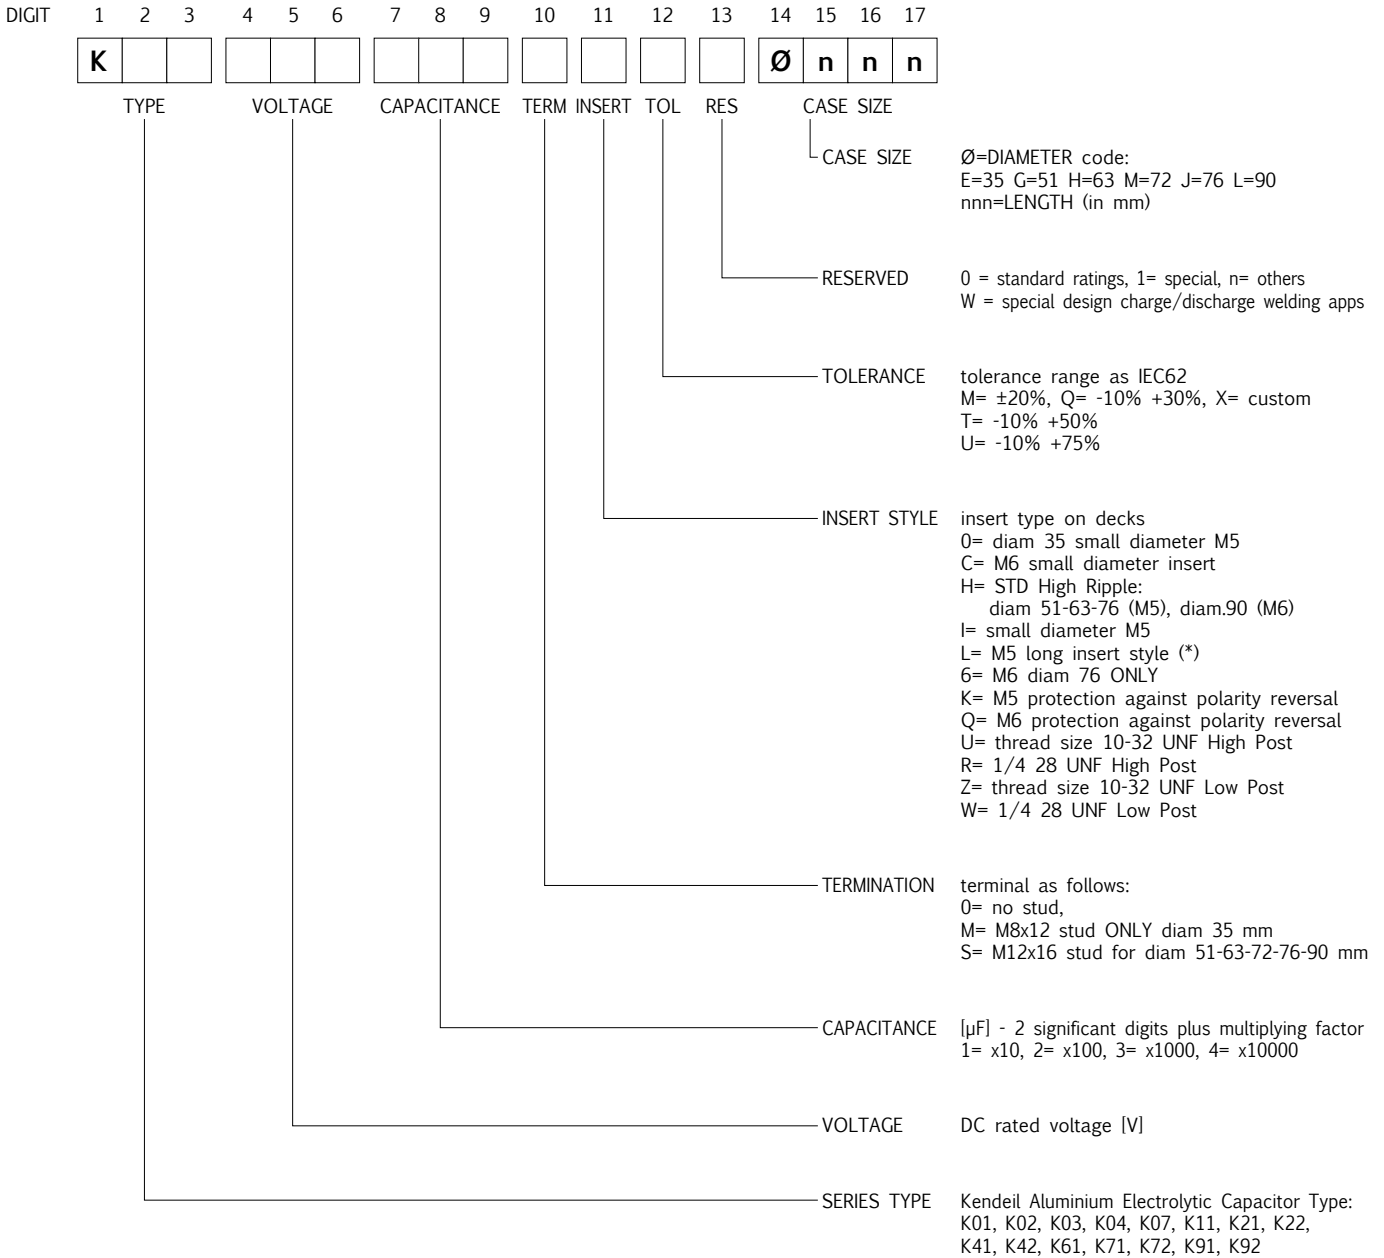 DIGIT 1 2 3 4 5 6 7 8 9 10 11 12 13 14 15 16 17
K Ø n n n
TYPE VOLTAGE CAPACITANCE TERM INSERT TOL RES CASE SIZE
CASE SIZE Ø=DIAMETER code:
E=35 G=51 H=63 M=72 J=76 L=90
nnn=LENGTH (in mm)
RESERVED 0 = standard ratings, 1= special, n= others
W = special design charge/discharge welding apps
TOLERANCE tolerance range as IEC62
M= ±20%, Q= -10% +30%, X= custom
T= -10% +50%
U= -10% +75%
INSERT STYLE insert type on decks
0= diam 35 small diameter M5
C= M6 small diameter insert
H= STD High Ripple:
diam 51-63-76 (M5), diam.90 (M6)
I= small diameter M5
L= M5 long insert style (*)
6= M6 diam 76 ONLY
K= M5 protection against polarity reversal
Q= M6 protection against polarity reversal
U= thread size 10-32 UNF High Post
R= 1/4 28 UNF High Post
Z= thread size 10-32 UNF Low Post
W= 1/4 28 UNF Low Post
TERMINATION terminal as follows:
0= no stud,
M= M8x12 stud ONLY diam 35 mm
S= M12x16 stud for diam 51-63-72-76-90 mm
CAPACITANCE [µF] - 2 significant digits plus multiplying factor
1= x10, 2= x100, 3= x1000, 4= x10000
VOLTAGE DC rated voltage [V]
SERIES TYPE Kendeil Aluminium Electrolytic Capacitor Type:
K01, K02, K03, K04, K07, K11, K21, K22,
K41, K42, K61, K71, K72, K91, K92